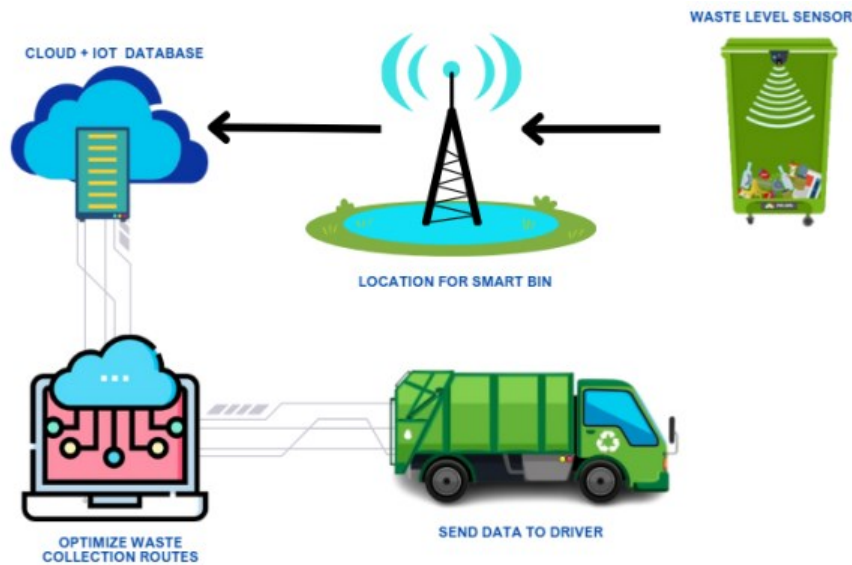 WASTE LEVEL SENSOR
CLOUD + IOT DATABASE
LOCATION FOR SMART BIN
SEND DATA TO DRIVER
OPTIMIZE WASTE
COLLECTION ROUTES